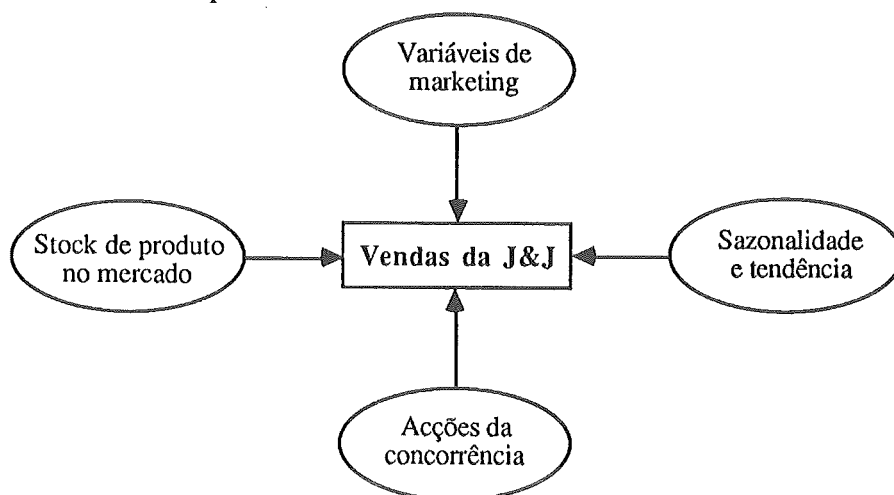 Variáveis de
marketing
Stock de produto
no mercado
Vendas da J&J
Sazonalidade
e tendência
Acções da
concorrência